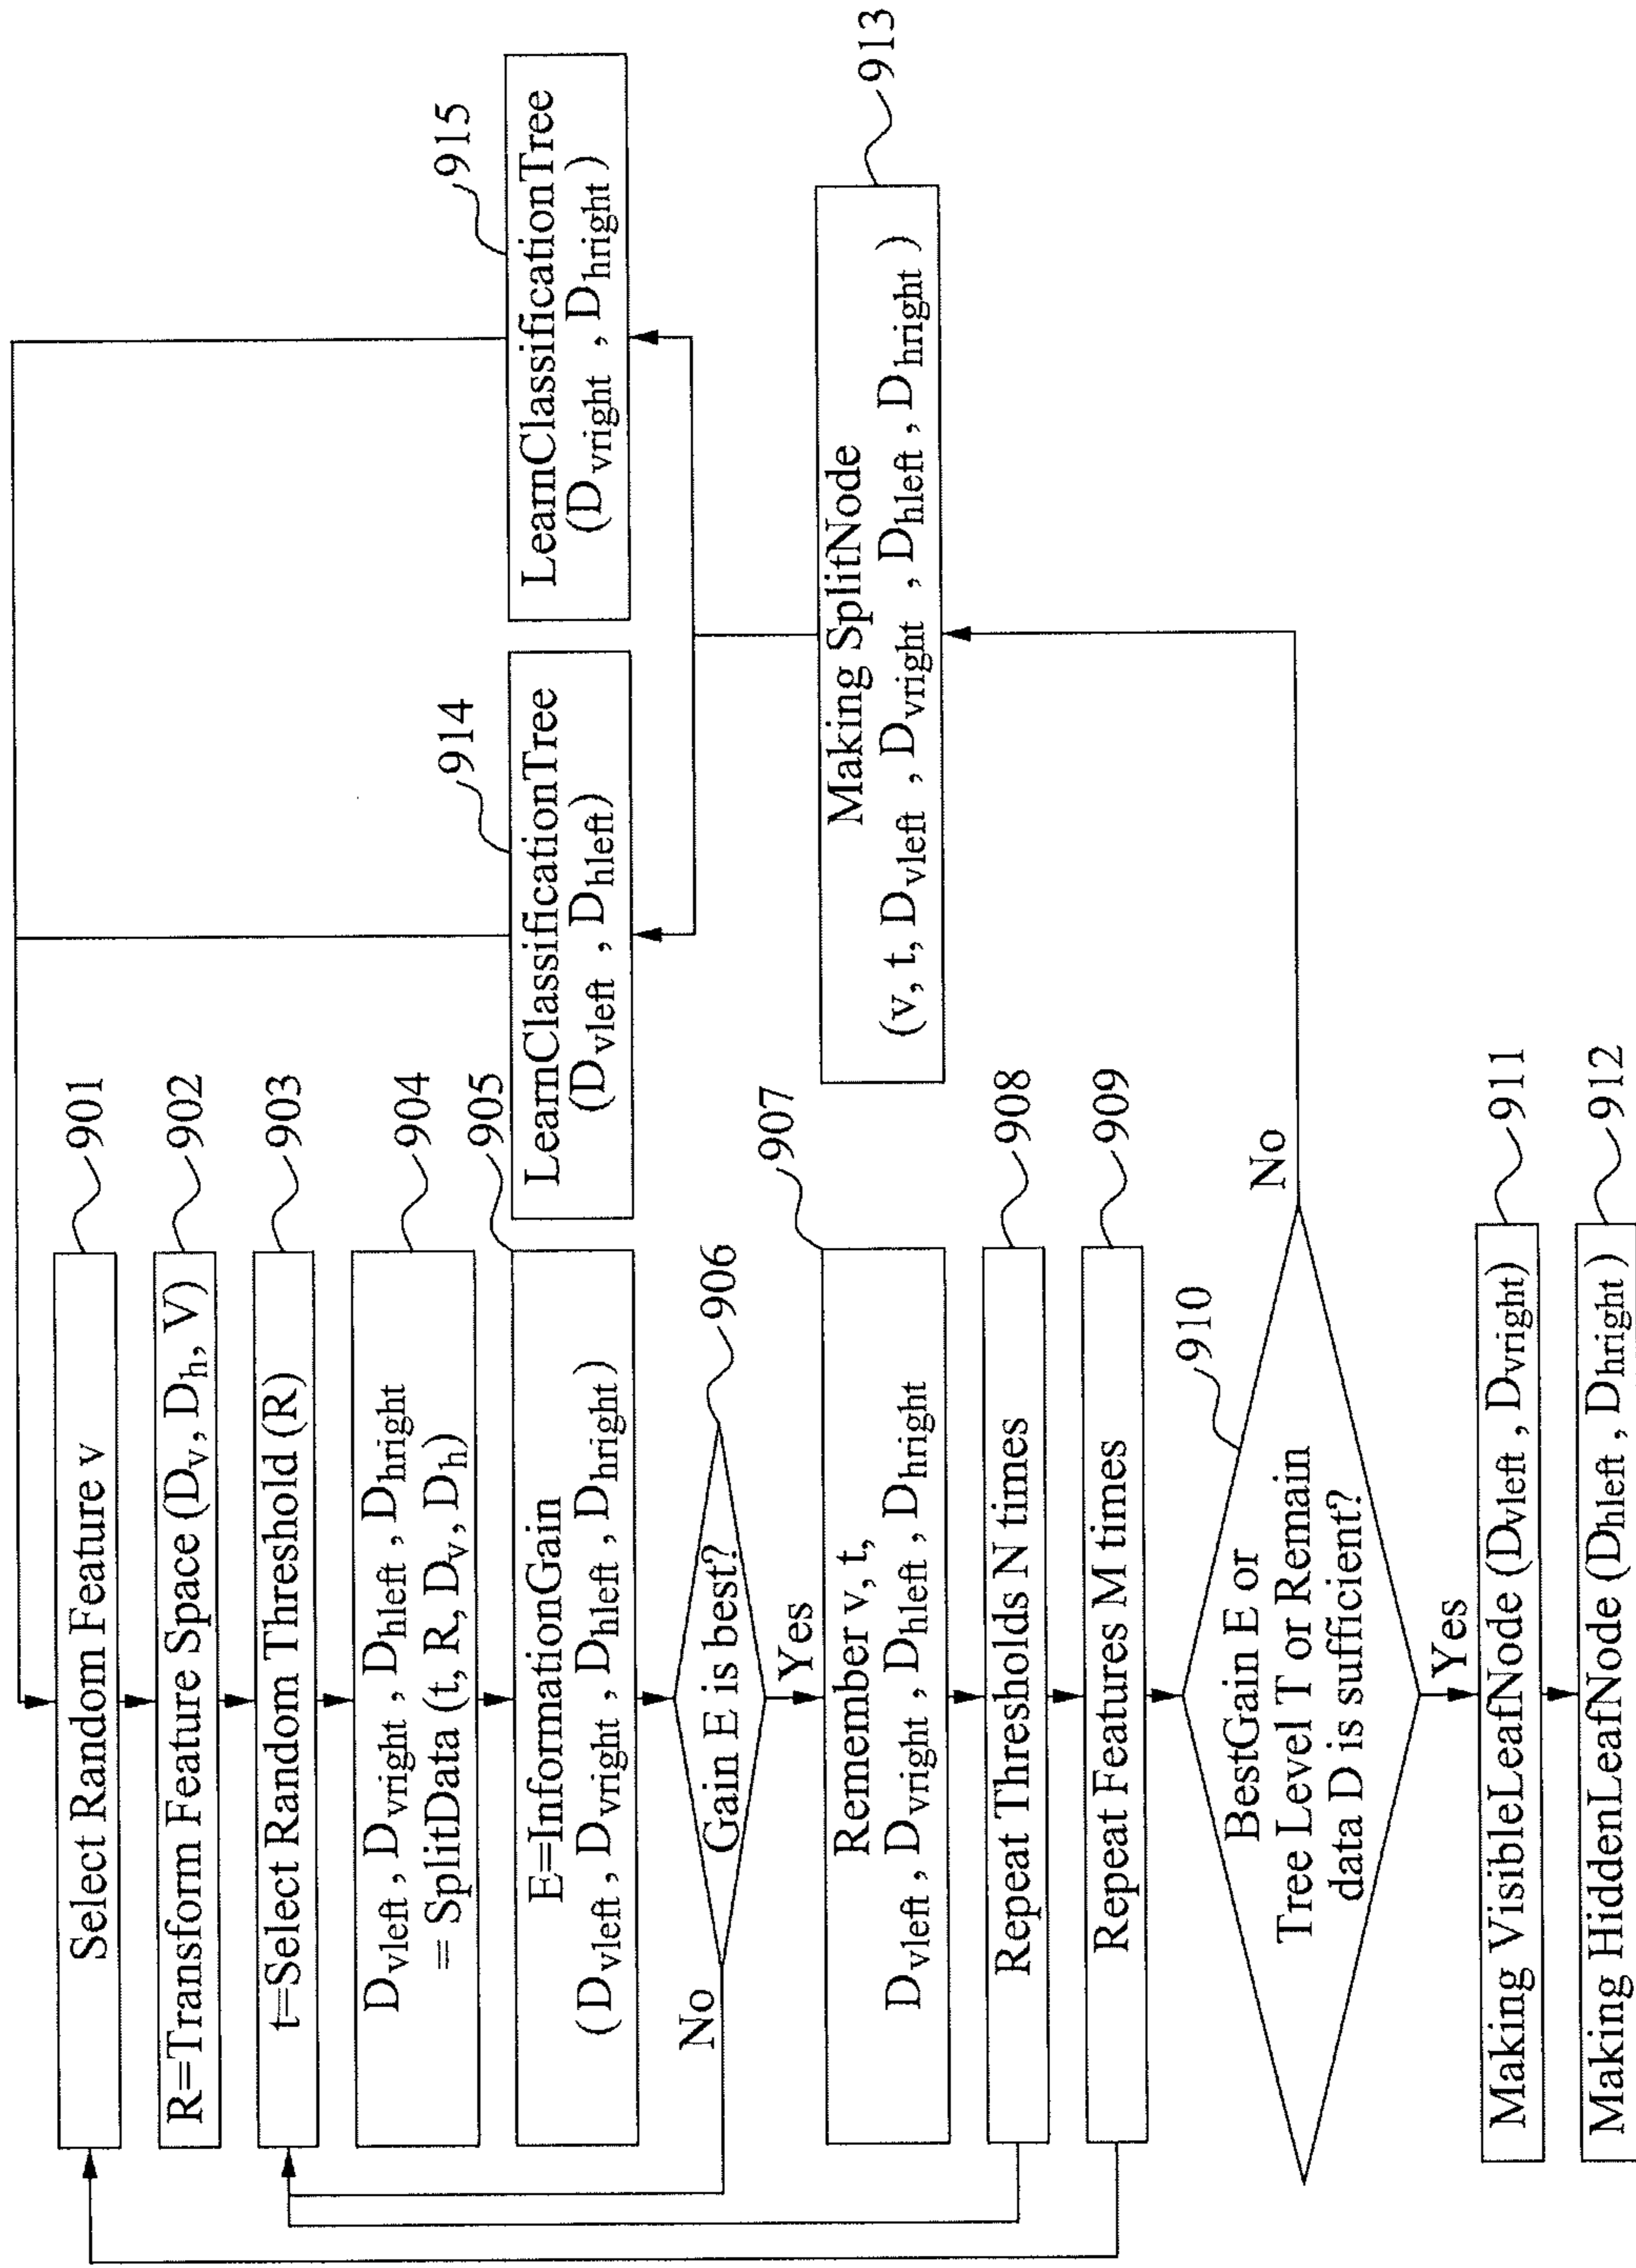 Select Random Feature v
901
R=Transform Feature Space (Dv, Dh, V)
902
t=Select Random Threshold (R)
903
Dvleft , Dvright , Dhleft , Dhright
= SplitData (t, R, Dv, Dh)
904
E=InformationGain
(Dvleft , Dvright , Dhleft , Dhright)
905
Gain E is best?
906
No
Yes
Remember v, t,
Dvleft , Dvright , Dhleft , Dhright
907
Repeat Thresholds N times
908
Repeat Features M times
909
BestGain E or
Tree Level T or Remain
data D is sufficient?
910
No
Yes
Making VisibleLeafNode (Dvleft , Dvright)
911
Making HiddenLeafNode (Dhleft , Dhright )
912
Making SplitNode
(v, t, Dvleft , Dvright , Dhleft , Dhright )
913
LearnClassificationTree
(Dvleft , Dhleft)
914
LearnClassificationTree
(Dvright , Dhright )
915